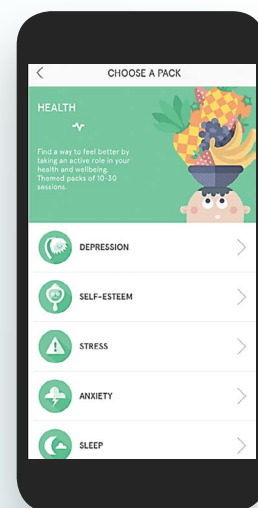 CHOOSE A PACK
HEALTH
Find a way to feel better by
taking an active role in your
health and wellbeing.
Themed packs of 10-30
sessions.
DEPRESSION
SELF-ESTEEM
STRESS
ANXIETY
SLEEP